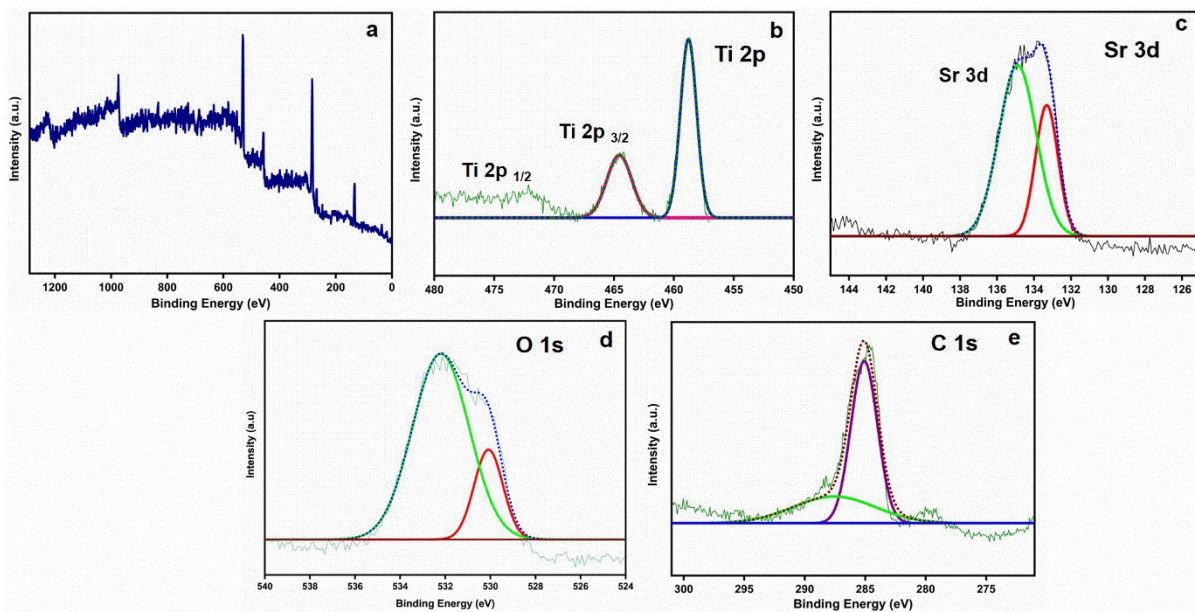 a
Intensity (a.u.)
1200 1000 800 600 400 200 0
Binding Energy (eV)
b
Ti 2p
Ti 2p 3/2
Ti 2p 1/2
Intensity (a.u.)
480 475 470 465 460 455 450
Binding Energy (eV)
c
Sr 3d
Sr 3d
Intensity (a.u.)
144 142 140 138 136 134 132 130 128 126
Binding Energy (eV)
d
O 1s
Intensity (a.u)
540 538 536 534 532 530 528 526 524
Binding Energy (eV)
e
C 1s
Intensity (a.u.)
300 295 290 285 280 275
Binding Energy (eV)